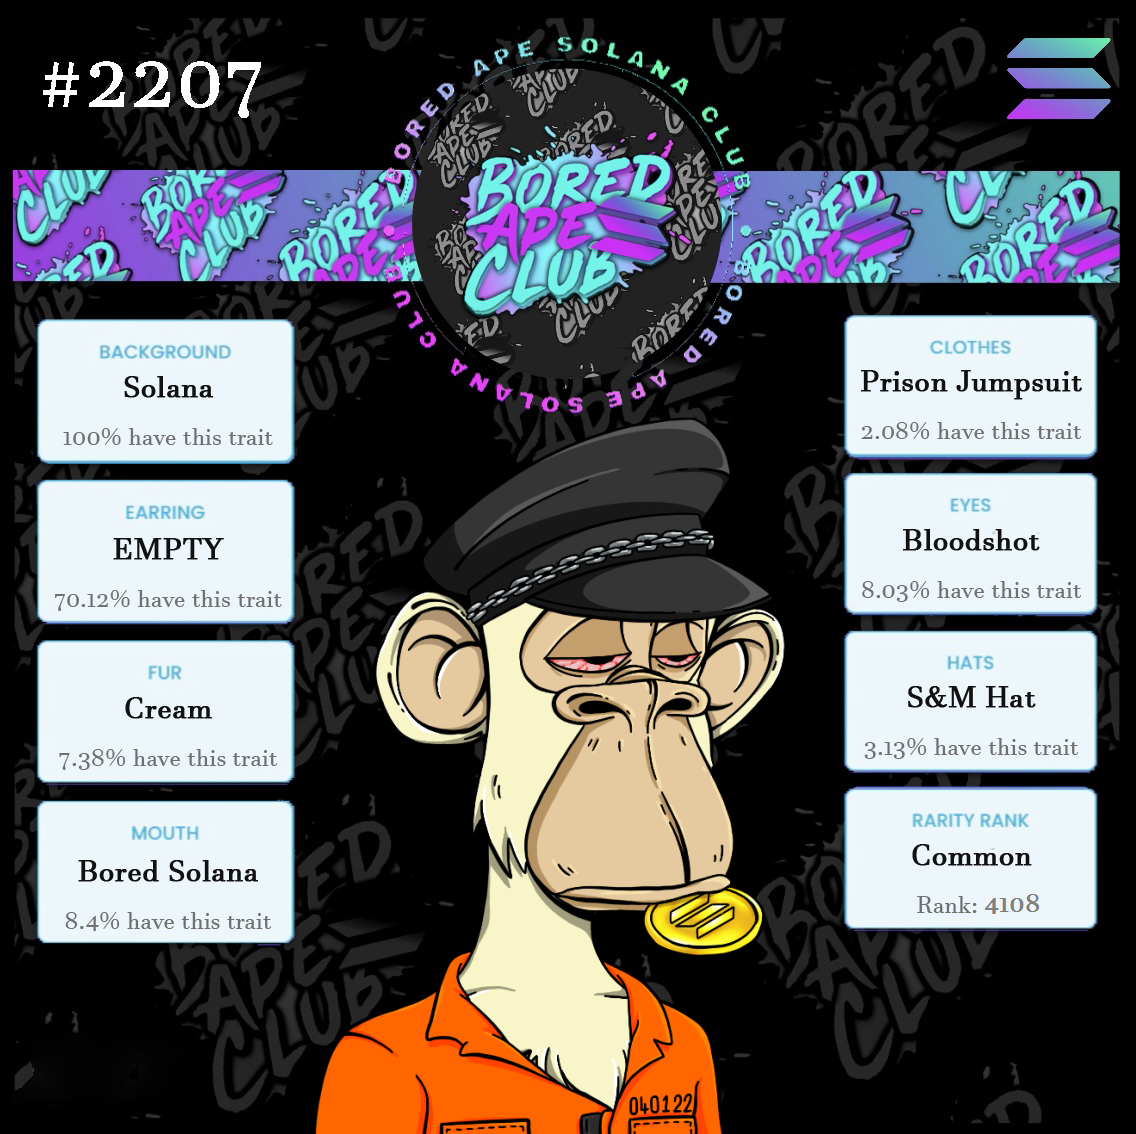 #2207
BORED APE SOLANA CLUB
BORED APE SOLANA CLUB
BORED
APE
CLUB
BACKGROUND
Solana
100% have this trait
EARRING
EMPTY
70.12% have this trait
FUR
Cream
7.38% have this trait
MOUTH
Bored Solana
8.4% have this trait
CLOTHES
Prison Jumpsuit
2.08% have this trait
EYES
Bloodshot
8.03% have this trait
HATS
S&M Hat
3.13% have this trait
RARITY RANK
Common
Rank: 4108
040122